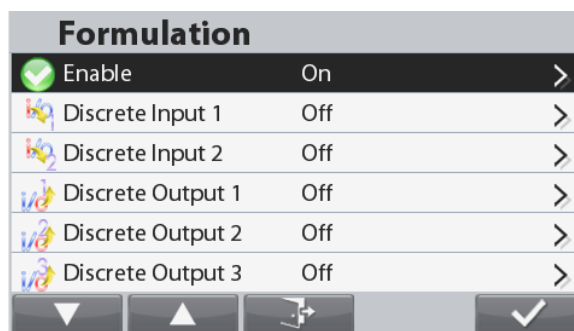 Formulation
Enable On
Discrete Input 1 Off
Discrete Input 2 Off
Discrete Output 1 Off
Discrete Output 2 Off
Discrete Output 3 Off